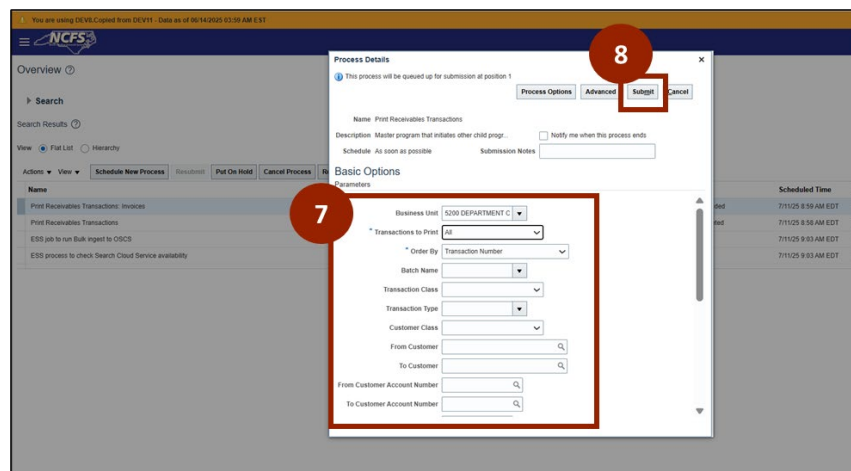 You are using DEV8.Copied from DEV11 - Data as of 06/14/2025 03:59 AM EST
NCFS
Overview
Search
Search Results
View Flat List Hierarchy
Actions View Schedule New Process Resubmit Put On Hold Cancel Process
Name
Scheduled Time
Print Receivables Transactions: Invoices
7/11/25 8:59 AM EDT
Print Receivables Transactions
7/11/25 8:58 AM EDT
ESS job to run Bulk ingest to OSCS
7/11/25 9:03 AM EDT
ESS process to check Search Cloud Service availability
7/11/25 9:03 AM EDT
Process Details
8
This process will be queued up for submission at position 1
Process Options Advanced Submit Cancel
Name Print Receivables Transactions
Description Master program that initiates other child progr... Notify me when this process ends
Schedule As soon as possible Submission Notes
Basic Options
Parameters
7
Business Unit 5200 DEPARTMENT C
* Transactions to Print All
* Order By Transaction Number
Batch Name
Transaction Class
Transaction Type
Customer Class
From Customer
To Customer
From Customer Account Number
To Customer Account Number